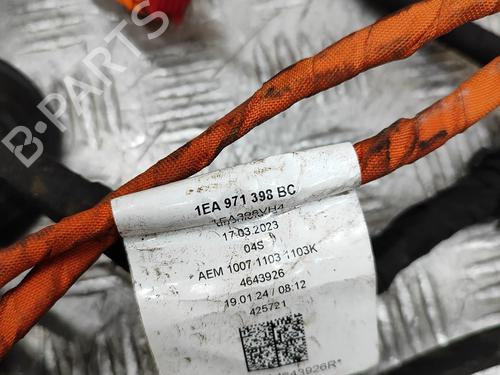 B-PARTS
1EA 971 398 BC
17.03.2023
04S
AEM 1007 1103 1103K
4643926
19.01.24 / 08:12
425721
43926R*